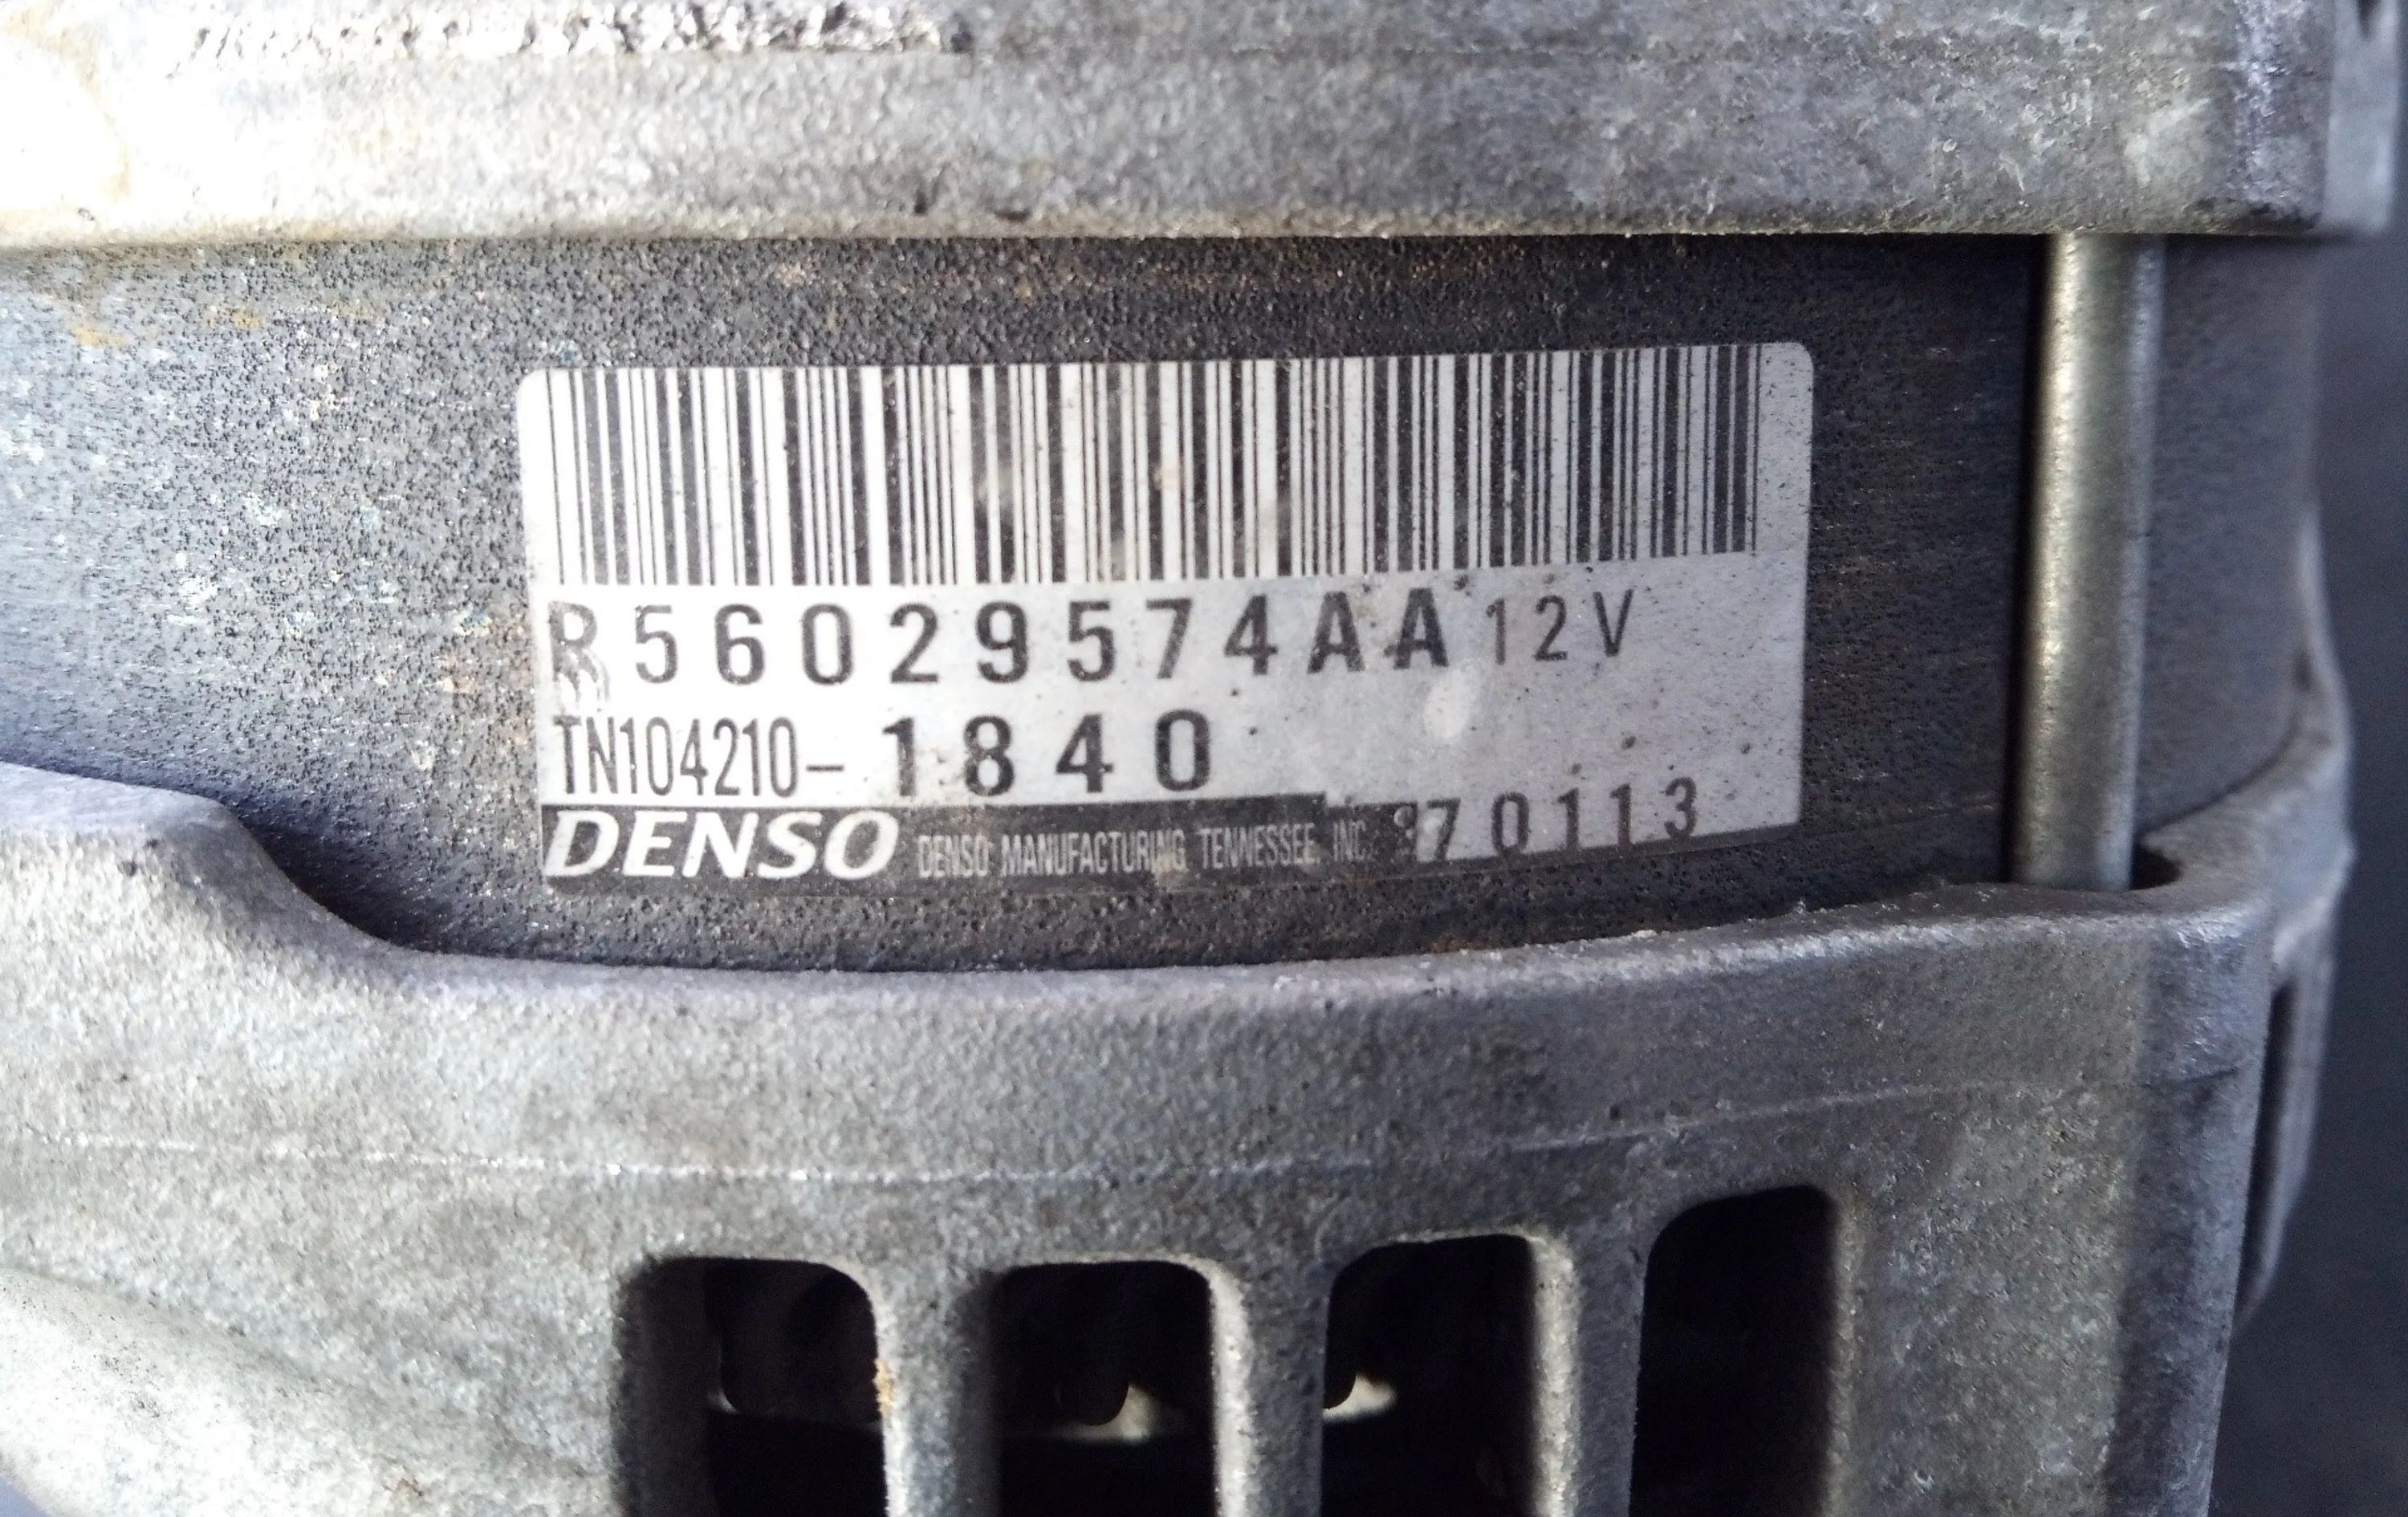 R56029574AA 12V
TN104210-1840
DENSO DENSO MANUFACTURING TENNESSEE, INC. 70113